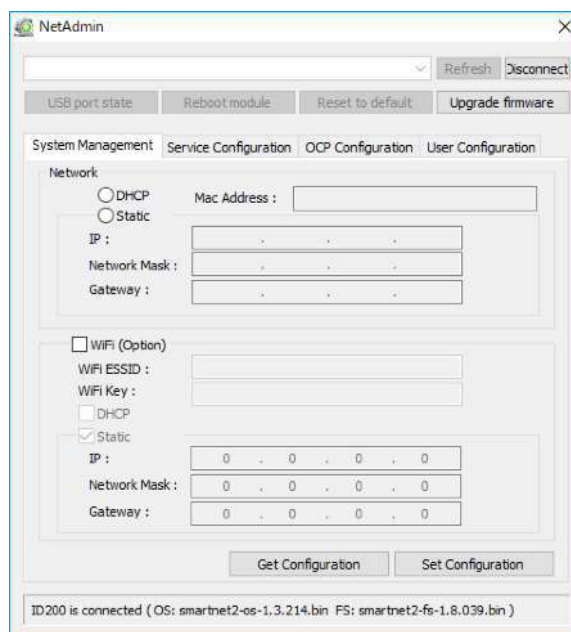 NetAdmin
Refresh Disconnect
USB port state Reboot module Reset to default Upgrade firmware
System Management Service Configuration OCP Configuration User Configuration
Network
DHCP Mac Address :
Static
IP : . . .
Network Mask : . . .
Gateway : . . .
WiFi (Option)
WiFi ESSID :
WiFi Key :
DHCP
Static
IP : 0 . 0 . 0 . 0
Network Mask : 0 . 0 . 0 . 0
Gateway : 0 . 0 . 0 . 0
Get Configuration Set Configuration
ID200 is connected ( OS: smartnet2-os-1.3.214.bin FS: smartnet2-fs-1.8.039.bin )